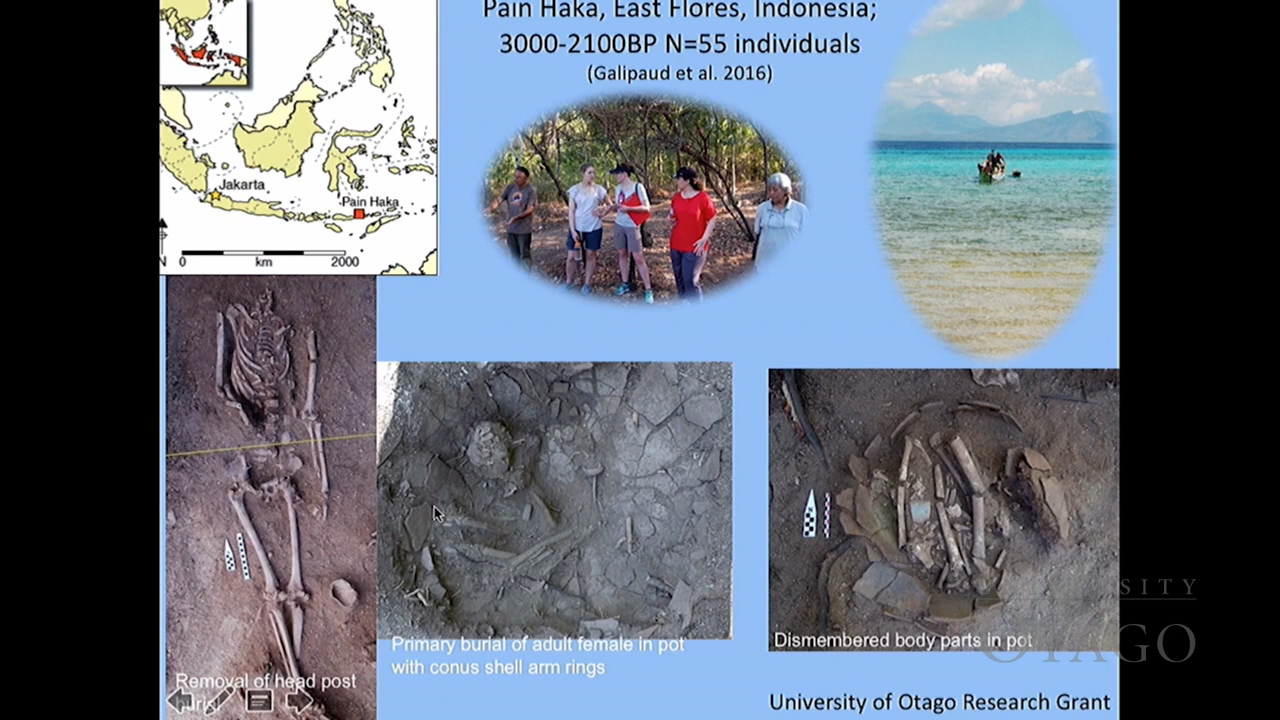 Pain Haka, East Flores, Indonesia;
3000-2100BP N=55 individuals
(Galipaud et al. 2016)
Jakarta
Pain Haka
N 0 km 2000
Primary burial of adult female in pot
with conus shell arm rings
Dismembered body parts in pot
SITY
OTAGO
Removal of head post
University of Otago Research Grant